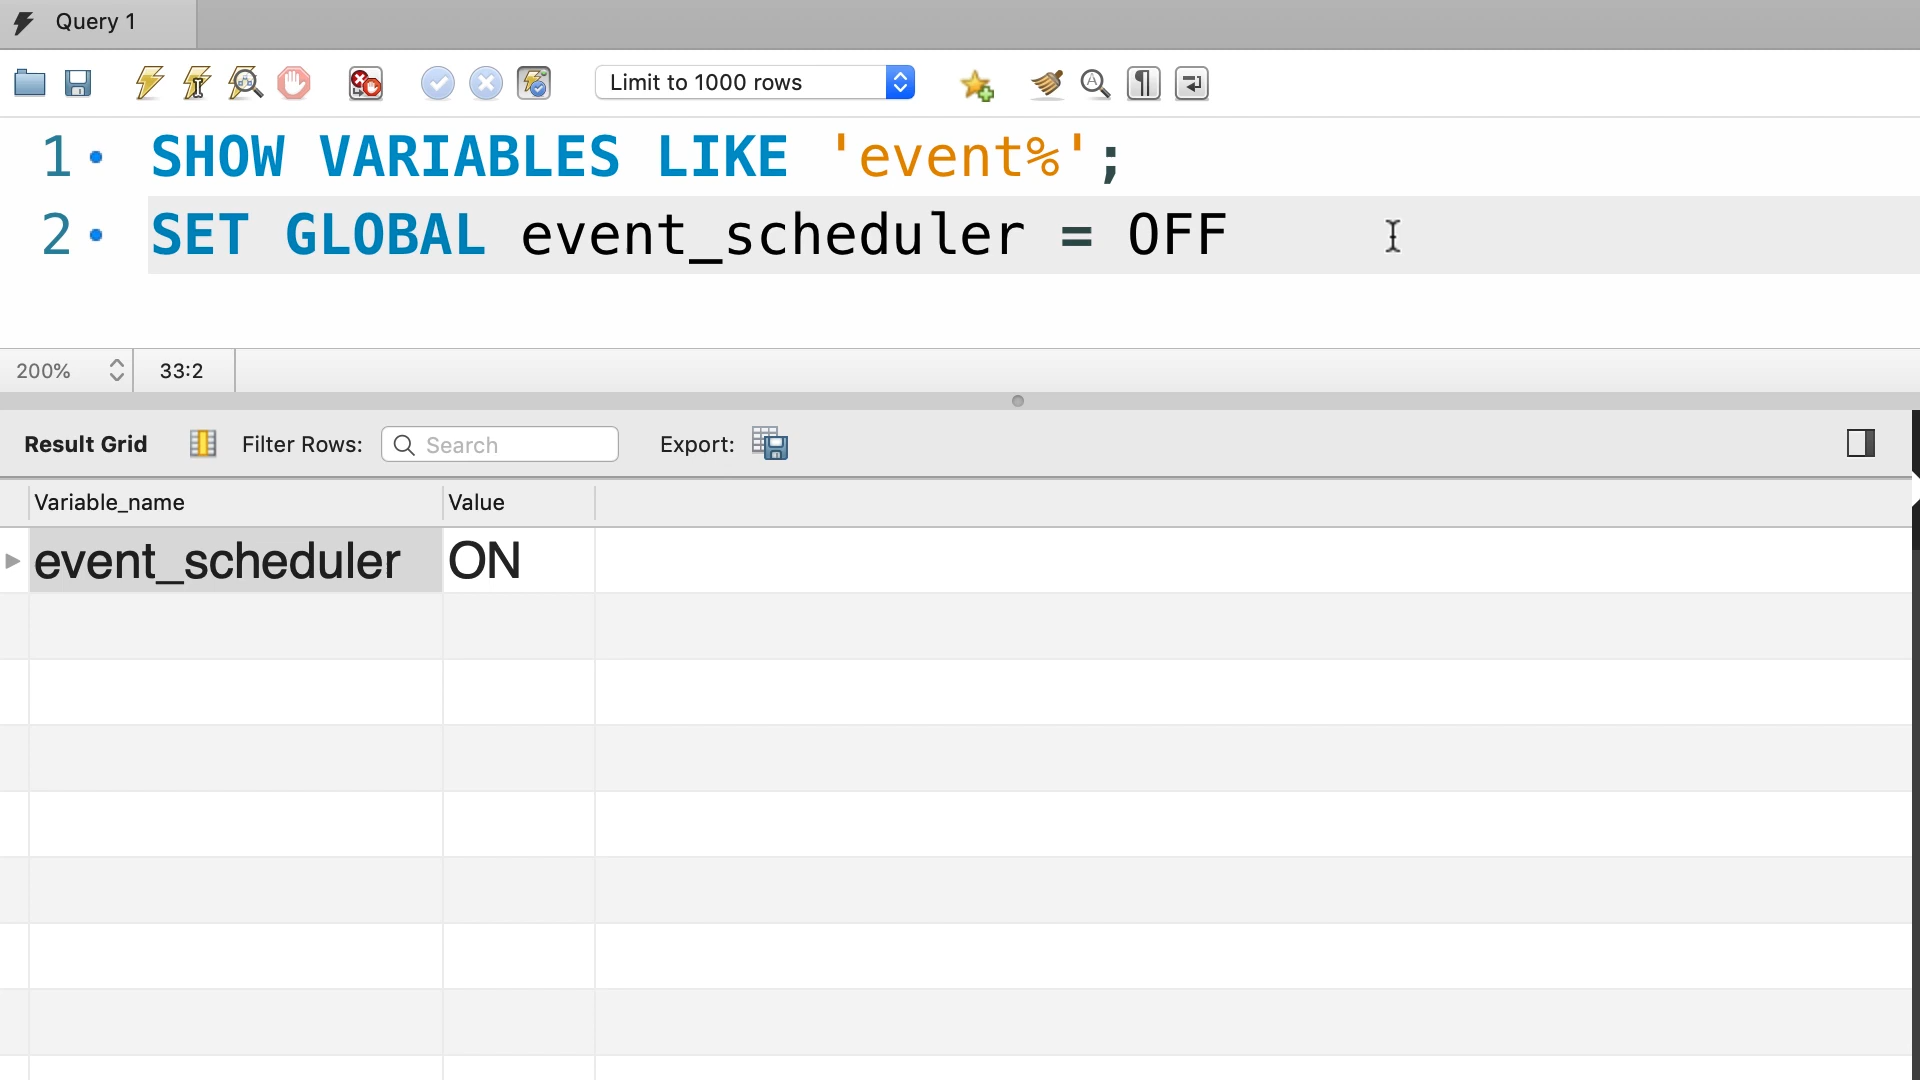 Query 1
Limit to 1000 rows
1 SHOW VARIABLES LIKE 'event%';
2 SET GLOBAL event_scheduler = OFF
200% 33:2
Result Grid Filter Rows: Search Export:
Variable_name Value
event_scheduler ON